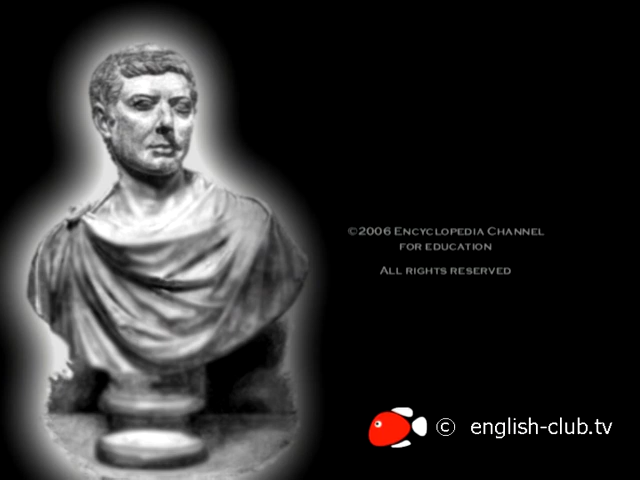 ©2006 Encyclopedia Channel
for education
All rights reserved
© english-club.tv